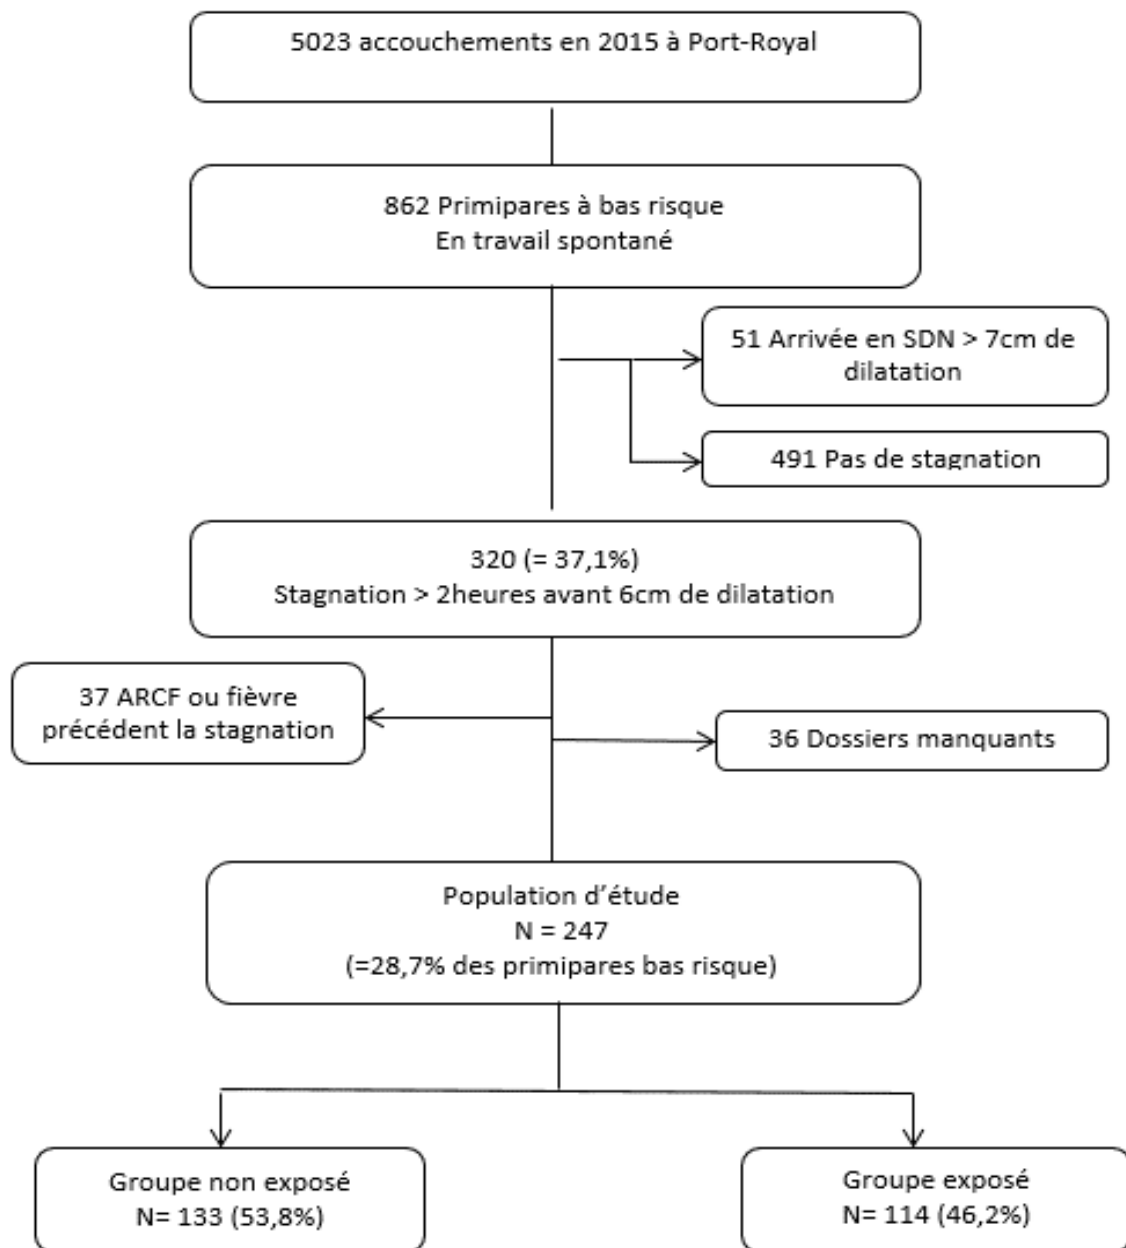 5023 accouchements en 2015 à Port-Royal
862 Primipares à bas risque
En travail spontané
51 Arrivée en SDN > 7cm de
dilatation
491 Pas de stagnation
320 (= 37,1%)
Stagnation > 2heures avant 6cm de dilatation
37 ARCF ou fièvre
précédent la stagnation
36 Dossiers manquants
Population d’étude
N = 247
(=28,7% des primipares bas risque)
Groupe non exposé
N= 133 (53,8%)
Groupe exposé
N= 114 (46,2%)